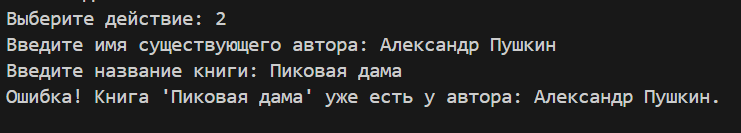 Выберите действие: 2
Введите имя существующего автора: Александр Пушкин
Введите название книги: Пиковая дама
Ошибка! Книга 'Пиковая дама' уже есть у автора: Александр Пушкин.